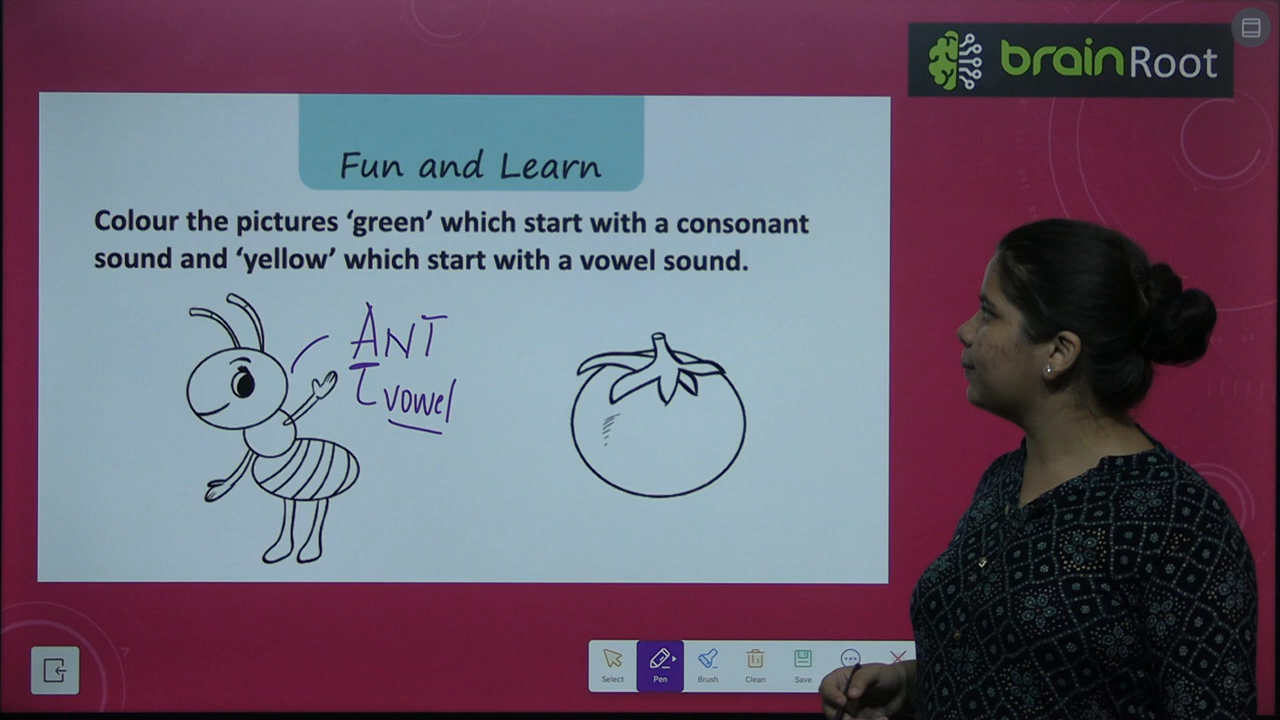 brainRoot
Fun and Learn
Colour the pictures ‘green’ which start with a consonant
sound and ‘yellow’ which start with a vowel sound.
ANT
vowel
Select
Pen
Brush
Clean
Save